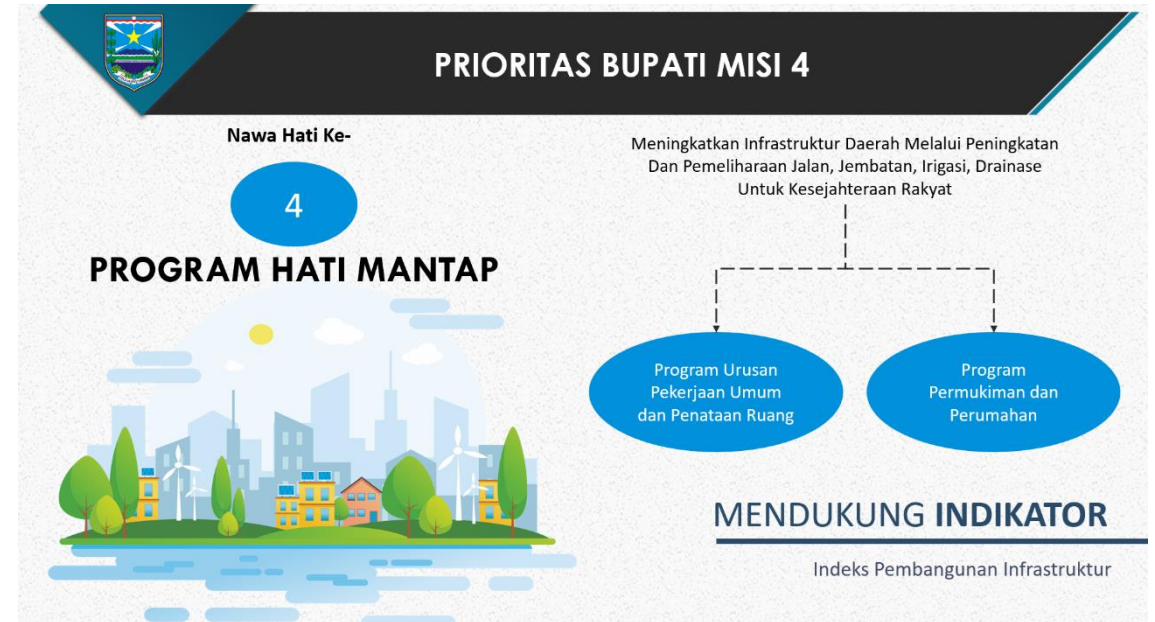 PRIORITAS BUPATI MISI 4
Nawa Hati Ke-
4
PROGRAM HATI MANTAP
Meningkatkan Infrastruktur Daerah Melalui Peningkatan
Dan Pemeliharaan Jalan, Jembatan, Irigasi, Drainase
Untuk Kesejahteraan Rakyat
Program Urusan
Pekerjaan Umum
dan Penataan Ruang
Program
Permukiman dan
Perumahan
MENDUKUNG INDIKATOR
Indeks Pembangunan Infrastruktur